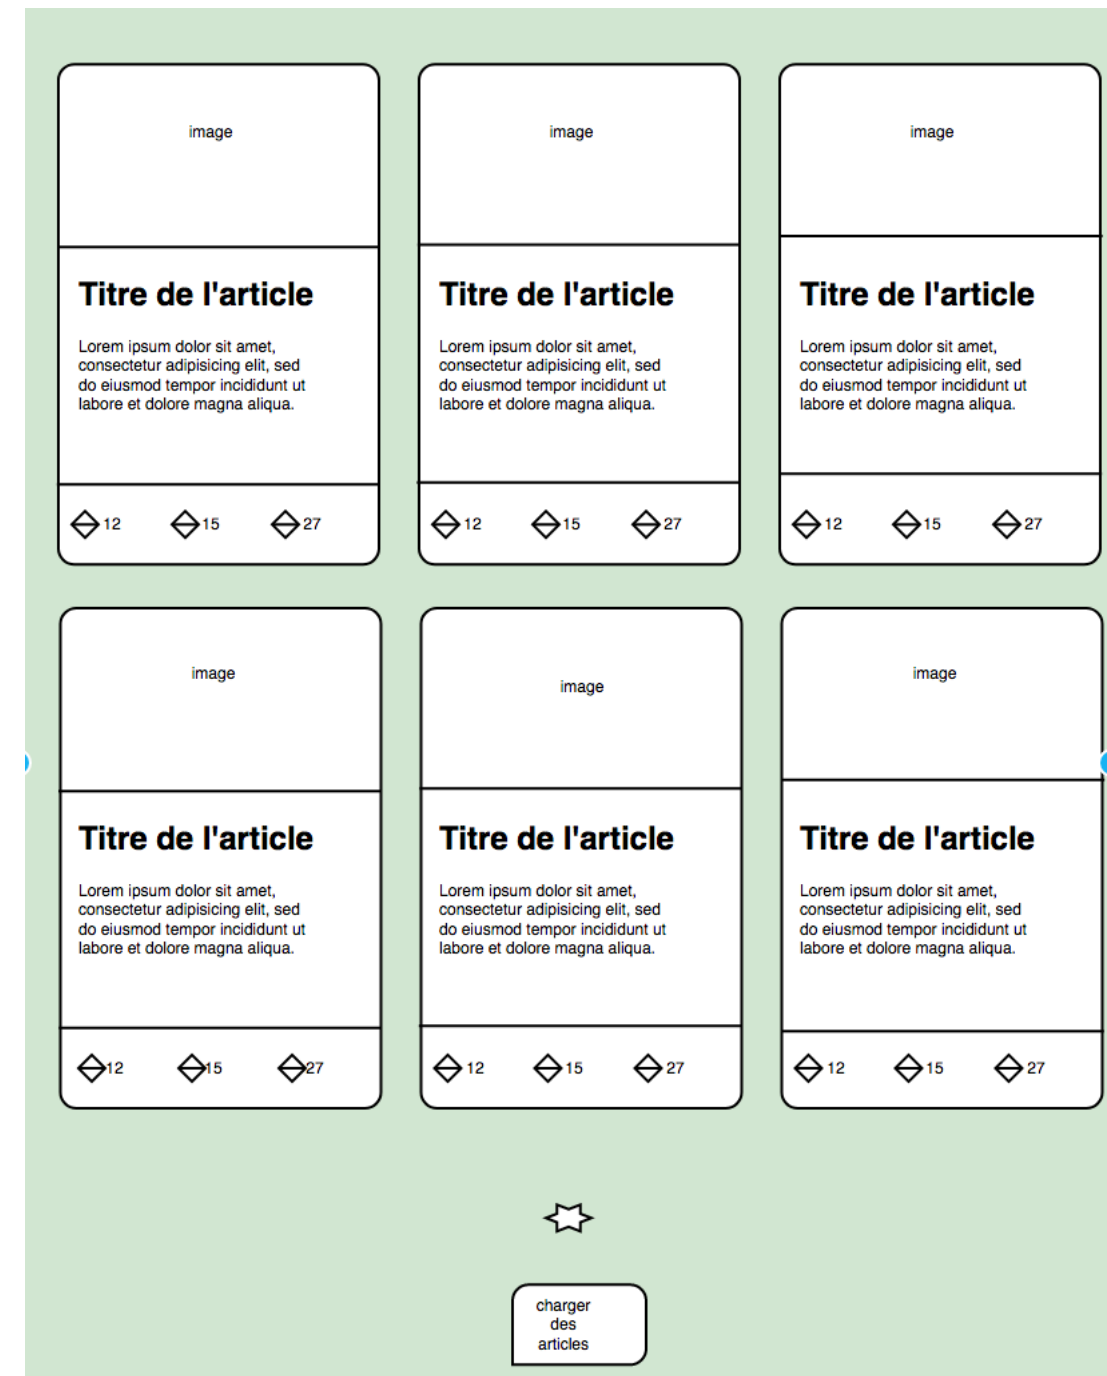 image
Titre de l'article
Lorem ipsum dolor sit amet,
consectetur adipisicing elit, sed
do eiusmod tempor incididunt ut
labore et dolore magna aliqua.
12 15 27
image
Titre de l'article
Lorem ipsum dolor sit amet,
consectetur adipisicing elit, sed
do eiusmod tempor incididunt ut
labore et dolore magna aliqua.
12 15 27
image
Titre de l'article
Lorem ipsum dolor sit amet,
consectetur adipisicing elit, sed
do eiusmod tempor incididunt ut
labore et dolore magna aliqua.
12 15 27
image
Titre de l'article
Lorem ipsum dolor sit amet,
consectetur adipisicing elit, sed
do eiusmod tempor incididunt ut
labore et dolore magna aliqua.
12 15 27
image
Titre de l'article
Lorem ipsum dolor sit amet,
consectetur adipisicing elit, sed
do eiusmod tempor incididunt ut
labore et dolore magna aliqua.
12 15 27
image
Titre de l'article
Lorem ipsum dolor sit amet,
consectetur adipisicing elit, sed
do eiusmod tempor incididunt ut
labore et dolore magna aliqua.
12 15 27
charger
des
articles